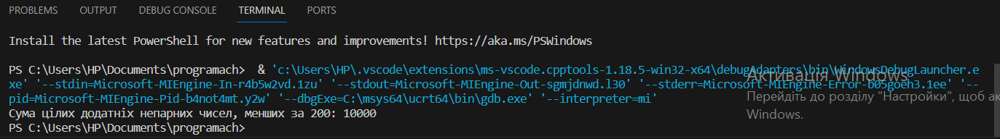 PROBLEMS OUTPUT DEBUG CONSOLE TERMINAL PORTS
Install the latest PowerShell for new features and improvements! https://aka.ms/PSWindows
PS C:\Users\HP\Documents\programach>  & 'c:\Users\HP\.vscode\extensions\ms-vscode.cpptools-1.18.5-win32-x64\debugAdapters\bin\WindowsDebugLauncher.e
xe' '--stdin=Microsoft-MIEngine-In-r4b5w2vd.1zu' '--stdout=Microsoft-MIEngine-Out-sgmjdnwd.l30' '--stderr=Microsoft-MIEngine-Error-b05goeh3.1ee' '--
pid=Microsoft-MIEngine-Pid-b4not4mt.y2w' '--dbgExe=C:\msys64\ucrt64\bin\gdb.exe' '--interpreter=mi'
Сума цілих додатніх непарних чисел, менших за 200: 10000
PS C:\Users\HP\Documents\programach>
Активація Windows
Перейдіть до розділу "Настройки", щоб ак
Windows.